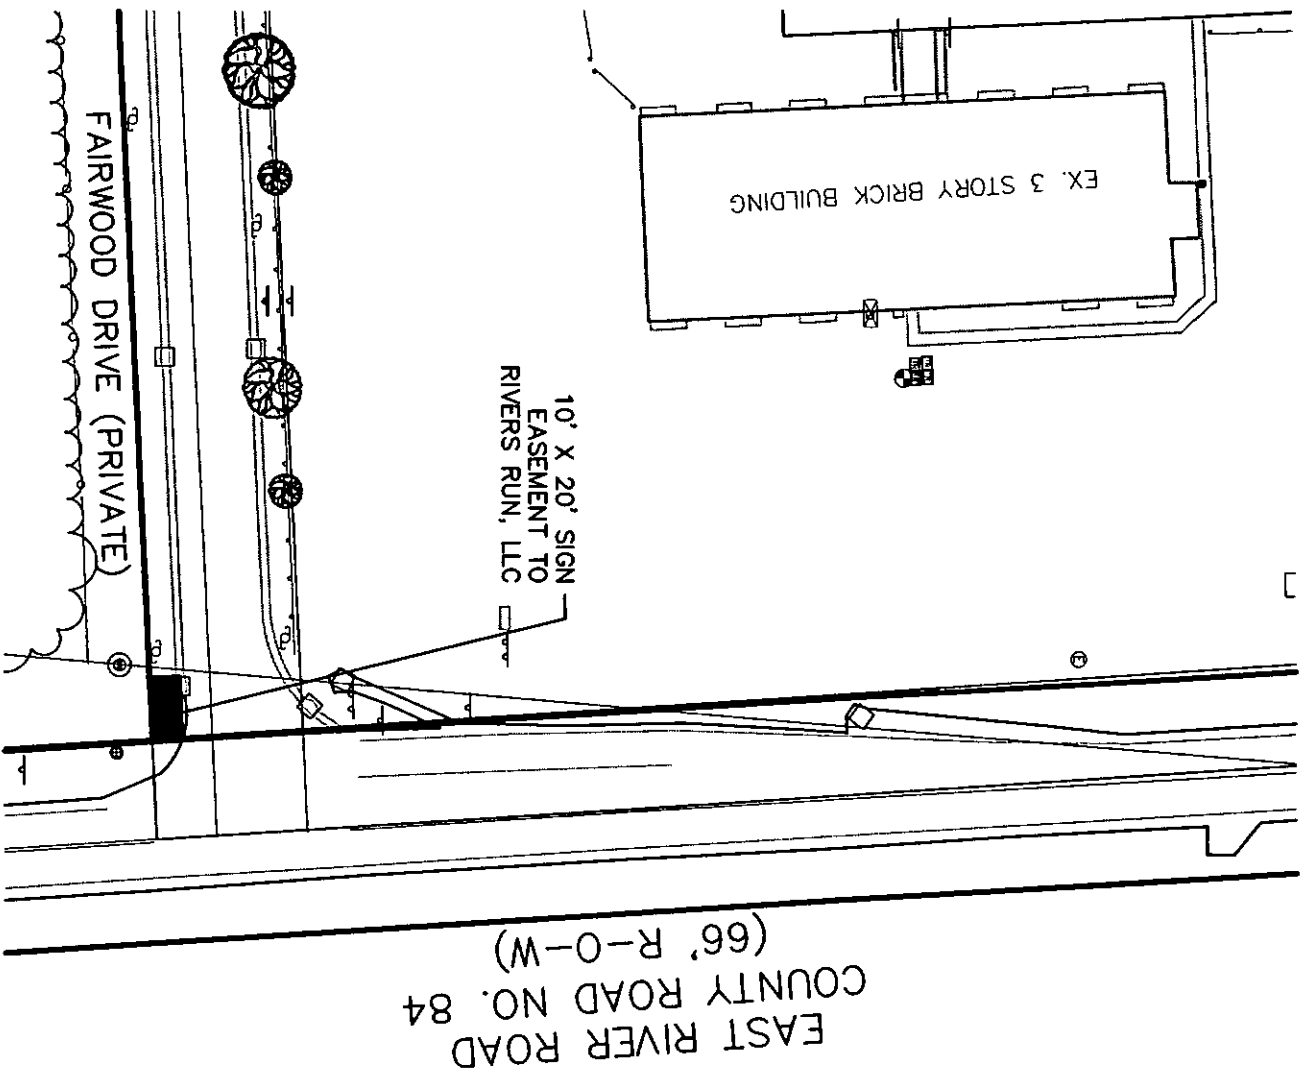 FAIRWOOD DRIVE (PRIVATE)
EX. 3 STORY BRICK BUILDING
10' X 20' SIGN
EASEMENT TO
RIVERS RUN, LLC
EAST RIVER ROAD
COUNTY ROAD NO. 84
(66' R-O-W)